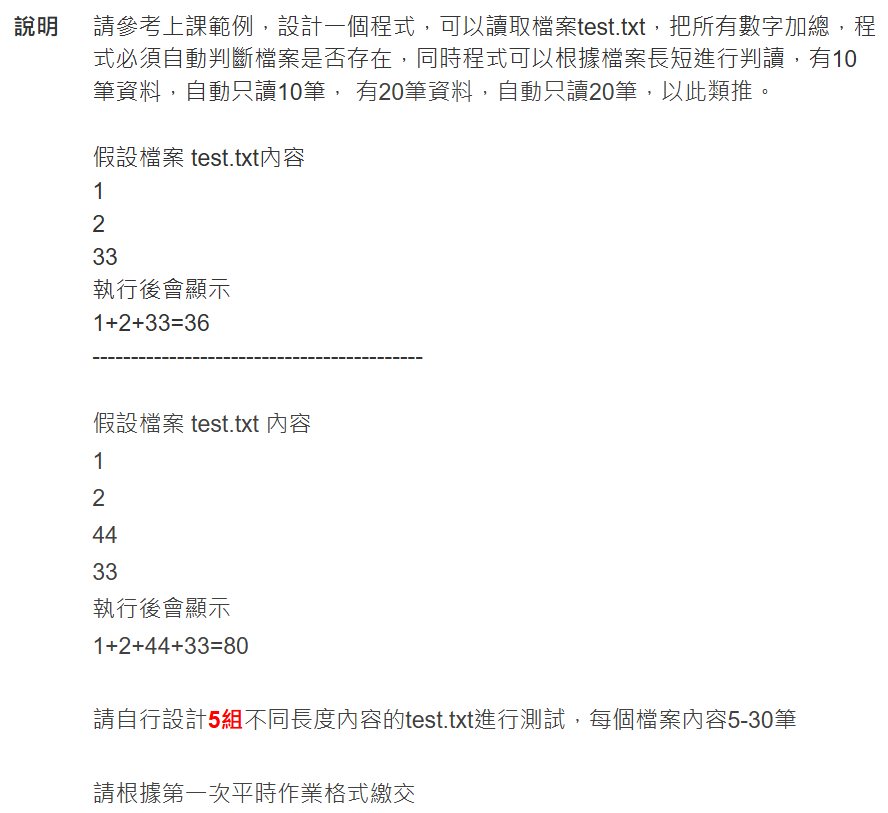 說明 請參考上課範例，設計一個程式，可以讀取檔案test.txt，把所有數字加總，程
式必須自動判斷檔案是否存在，同時程式可以根據檔案長短進行判讀，有10
筆資料，自動只讀10筆， 有20筆資料，自動只讀20筆，以此類推。
假設檔案 test.txt內容
1
2
33
執行後會顯示
1+2+33=36
-------------------------------------------
假設檔案 test.txt 內容
1
2
44
33
執行後會顯示
1+2+44+33=80
請自行設計5組不同長度內容的test.txt進行測試，每個檔案內容5-30筆
請根據第一次平時作業格式繳交